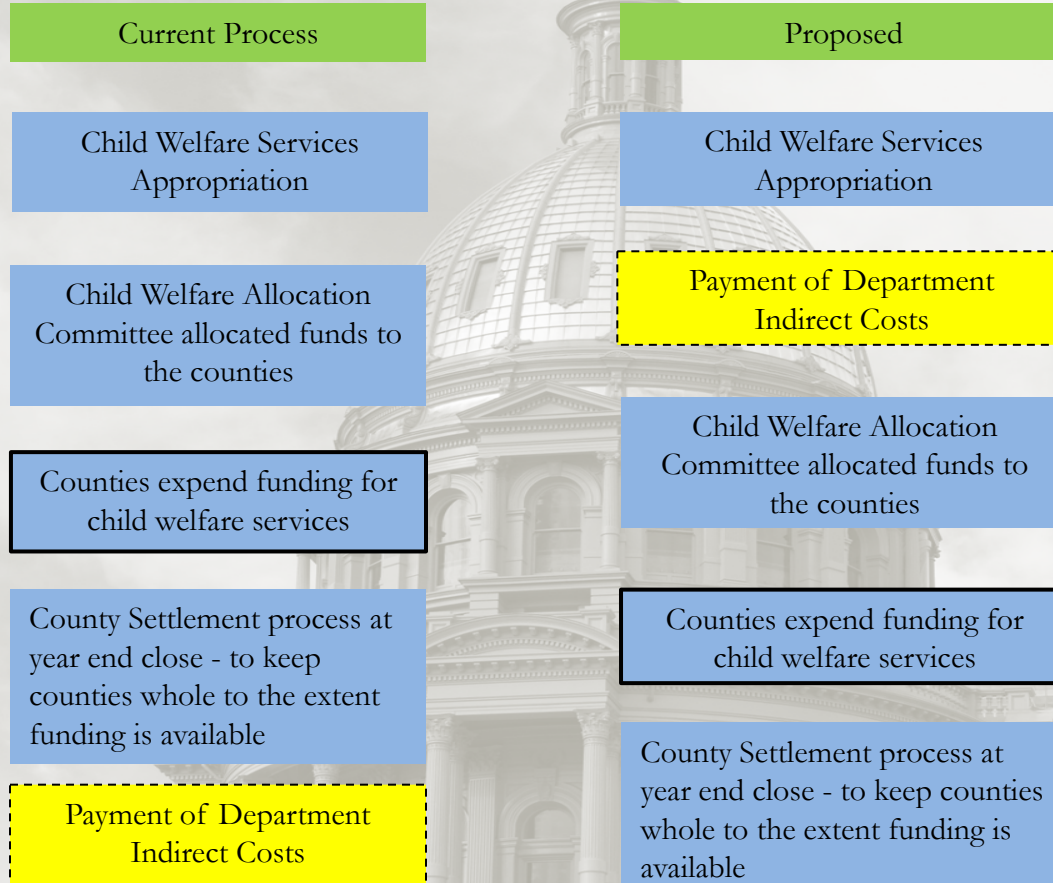 Current Process
Child Welfare Services
Appropriation
Child Welfare Allocation
Committee allocated funds to
the counties
Counties expend funding for
child welfare services
County Settlement process at
year end close - to keep
counties whole to the extent
funding is available
Payment of Department
Indirect Costs
Proposed
Child Welfare Services
Appropriation
Payment of Department
Indirect Costs
Child Welfare Allocation
Committee allocated funds to
the counties
Counties expend funding for
child welfare services
County Settlement process at
year end close - to keep counties
whole to the extent funding is
available